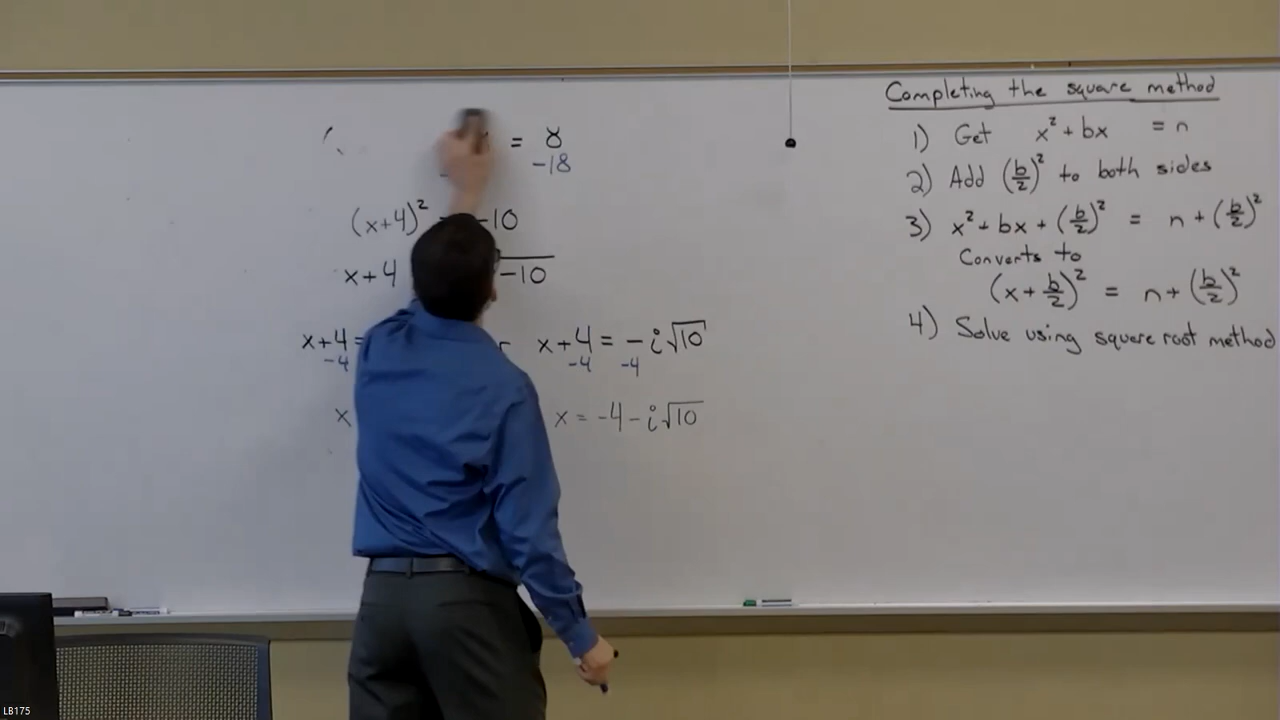 = 8
-18
(x+4)² = -10
x+4 √-10
x+4 = x+4 = -i√10
-4 -4 -4
x x = -4 - i√10
Completing the square method
1) Get x² + bx = n
2) Add (b/2)² to both sides
3) x² + bx + (b/2)² = n + (b/2)²
Converts to
(x + b/2)² = n + (b/2)²
4) Solve using square root method
LB175